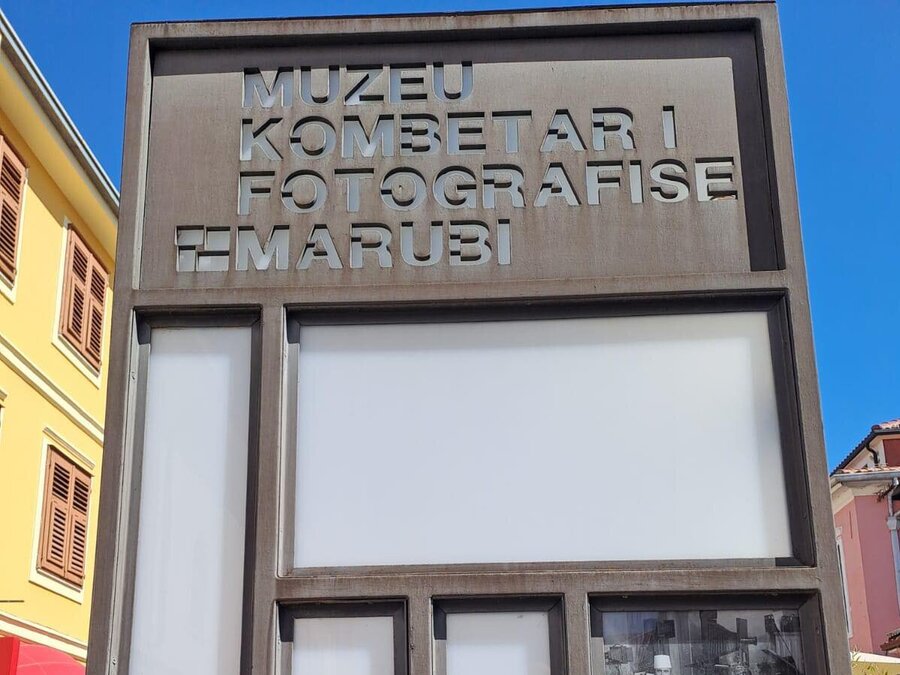 MUZEU
KOMBETAR I
FOTOGRAFISE
MARUBI